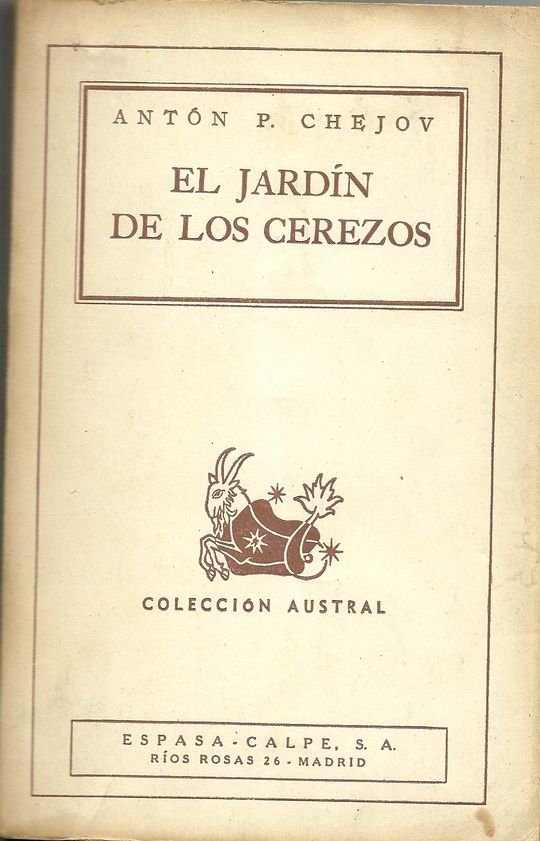 ANTÓN P. CHEJOV
EL JARDÍN
DE LOS CEREZOS
COLECCIÓN AUSTRAL
ESPASA-CALPE, S. A.
RÍOS ROSAS 26 - MADRID